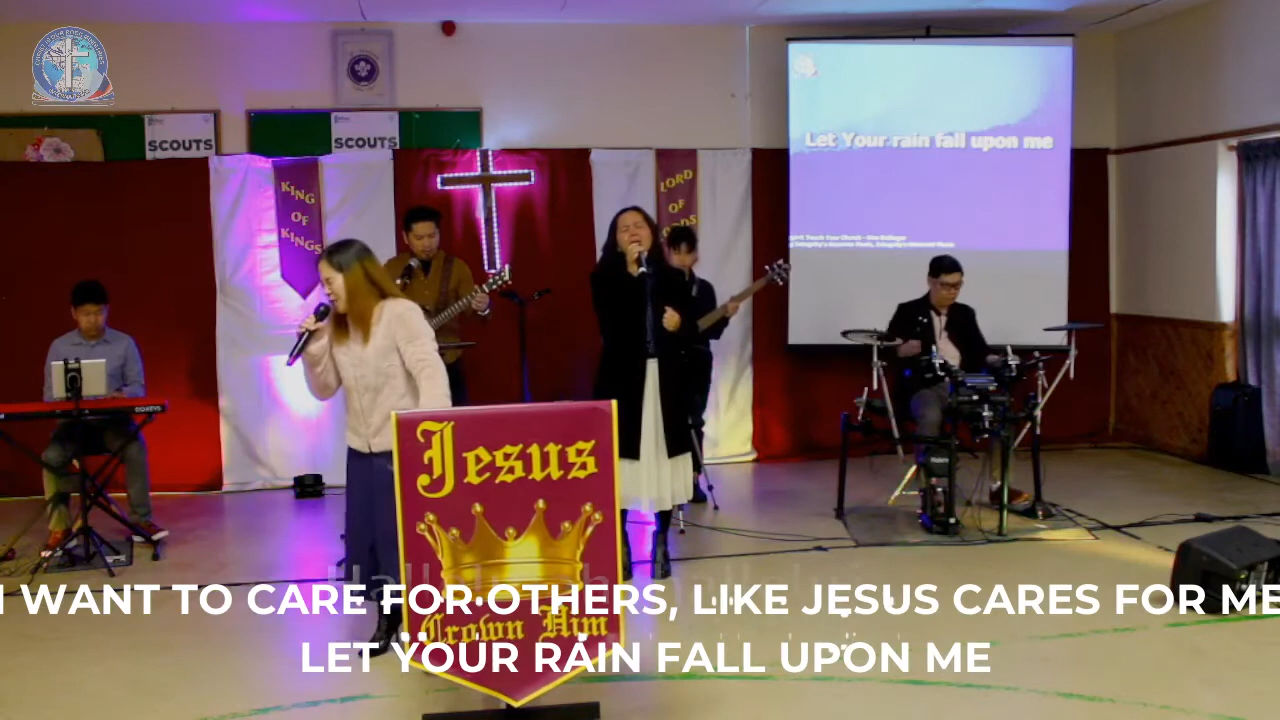 SCOUTS
SCOUTS
KING
OF
KINGS
LORD
OF
LORDS
Let Your rain fall upon me
Jesus
Crown Him
I WANT TO CARE FOR OTHERS, LIKE JESUS CARES FOR ME
LET YOUR RAIN FALL UPON ME